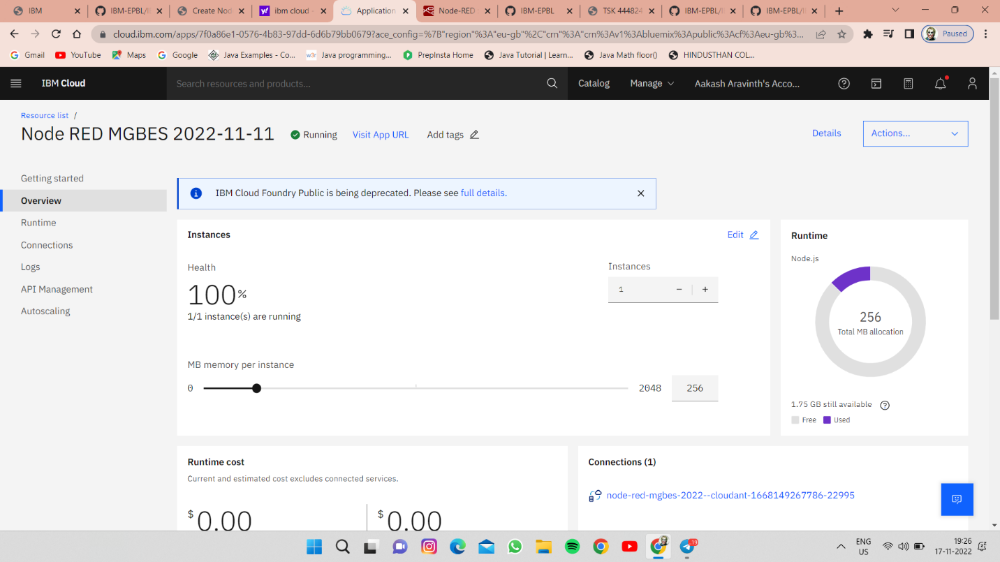 IBM
IBM-EPBL/I
Create Nod
ibm cloud -
Application
Node-RED
IBM-EPBL
TSK 444824
IBM-EPBL/I
IBM-EPBL/I
cloud.ibm.com/apps/7f0a86e1-0576-4b83-97dd-6d6b79bb0679?ace_config=%7B"region"%3A"eu-gb"%2C"crn"%3A"crn%3Av1%3Abluemix%3Apublic%3Acf%3Aeu-gb%3...
Paused
Gmail
YouTube
Maps
Google
Java Examples - Co...
w3r Java programming...
PrepInsta Home
Java Tutorial | Learn...
Java Math floor()
HINDUSTHAN COL...
IBM Cloud
Search resources and products...
Catalog
Manage
Aakash Aravinth's Acco...
Resource list /
Node RED MGBES 2022-11-11
Running
Visit App URL
Add tags
Details
Actions...
Getting started
Overview
Runtime
Connections
Logs
API Management
Autoscaling
IBM Cloud Foundry Public is being deprecated. Please see full details.
Instances
Edit
Health
100%
1/1 instance(s) are running
Instances
1
MB memory per instance
0
2048
256
Runtime
Node.js
256
Total MB allocation
1.75 GB still available
Free
Used
Runtime cost
Current and estimated cost excludes connected services.
$ 0.00
$ 0.00
Connections (1)
node-red-mgbes-2022--cloudant-1668149267786-22995
19
ENG
US
19:26
17-11-2022